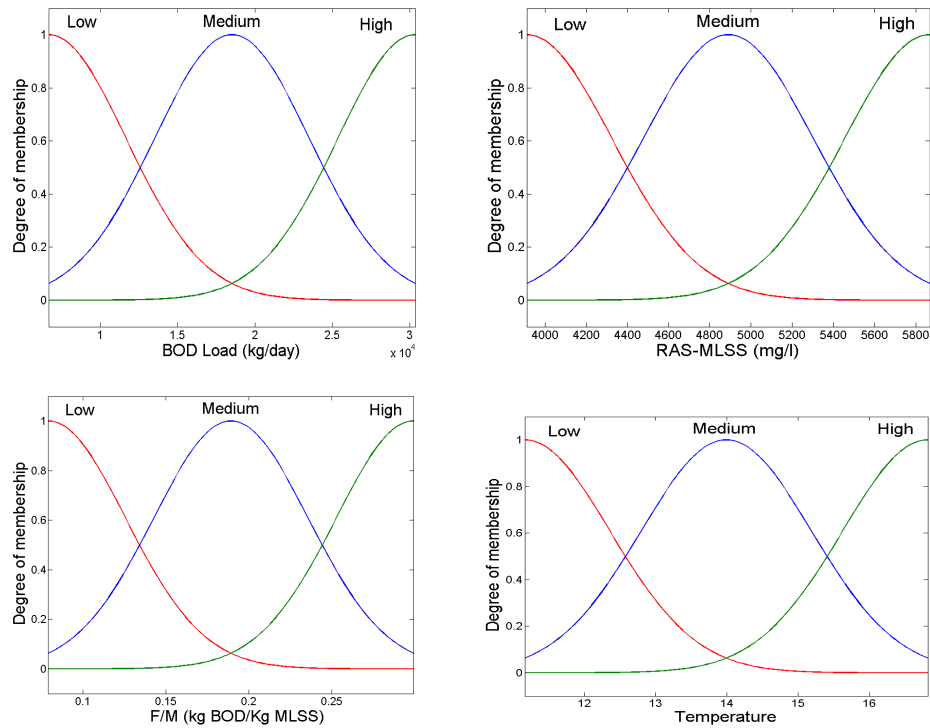 Low Medium High
Degree of membership
1
0.8
0.6
0.4
0.2
0
1 1.5 2 2.5 3
x 10⁴
BOD Load (kg/day)
Low Medium High
Degree of membership
1
0.8
0.6
0.4
0.2
0
4000 4200 4400 4600 4800 5000 5200 5400 5600 5800
RAS-MLSS (mg/l)
Low Medium High
Degree of membership
1
0.8
0.6
0.4
0.2
0
0.1 0.15 0.2 0.25
F/M (kg BOD/Kg MLSS)
Low Medium High
Degree of membership
1
0.8
0.6
0.4
0.2
0
12 13 14 15 16
Temperature